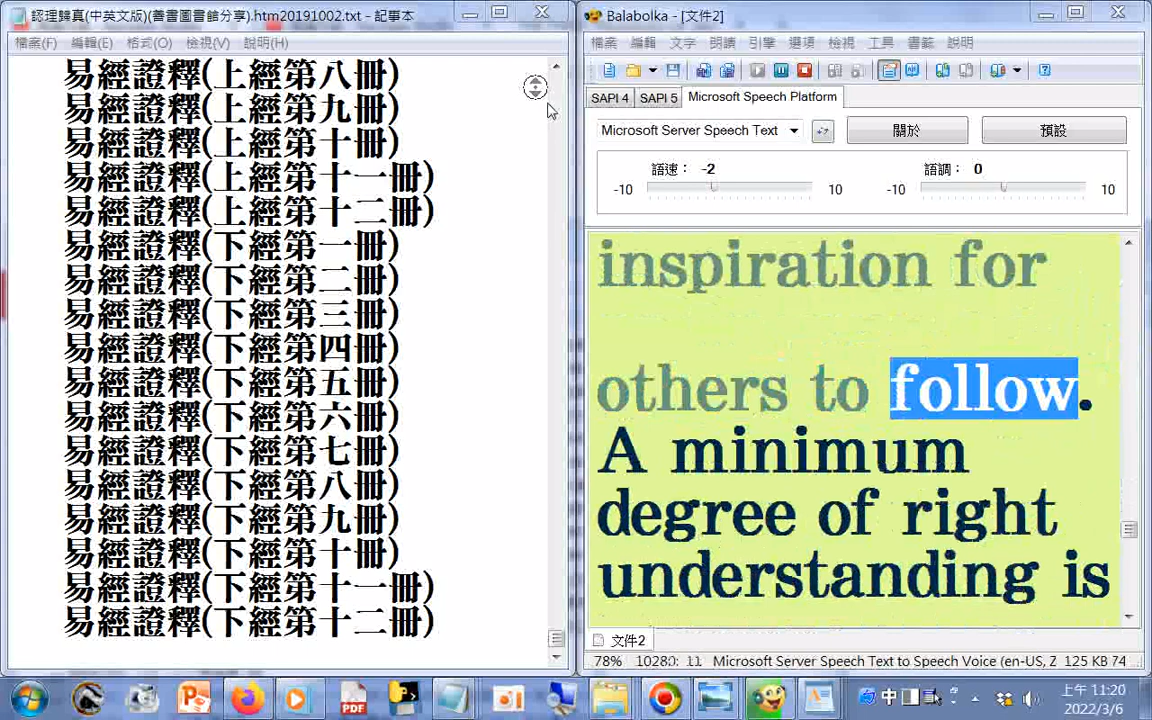 認理歸真(中英文版)(善書圖書館分享).htm20191002.txt - 記事本
檔案(F) 編輯(E) 格式(O) 檢視(V) 說明(H)
易經證釋(上經第八冊)
易經證釋(上經第九冊)
易經證釋(上經第十冊)
易經證釋(上經第十一冊)
易經證釋(上經第十二冊)
易經證釋(下經第一冊)
易經證釋(下經第二冊)
易經證釋(下經第三冊)
易經證釋(下經第四冊)
易經證釋(下經第五冊)
易經證釋(下經第六冊)
易經證釋(下經第七冊)
易經證釋(下經第八冊)
易經證釋(下經第九冊)
易經證釋(下經第十冊)
易經證釋(下經第十一冊)
易經證釋(下經第十二冊)
Balabolka - [文件2]
檔案 編輯 文字 朗讀 引擎 選項 檢視 工具 書籤 說明
SAPI 4 SAPI 5 Microsoft Speech Platform
Microsoft Server Speech Text 關於 預設
語速： -2 語調： 0
-10 10 -10 10
inspiration for
others to follow.
A minimum
degree of right
understanding is
文件2
78% 10280: 11 Microsoft Server Speech Text to Speech Voice (en-US, Z 125 KB 74
PDF 中 上午 11:20
2022/3/6